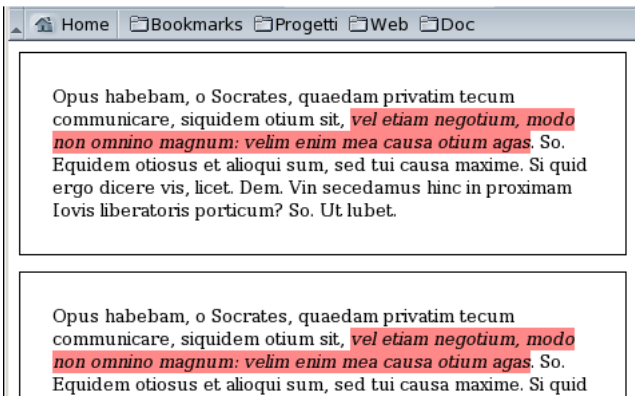 Home Bookmarks Progetti Web Doc
Opus habebam, o Socrates, quaedam privatim tecum
communicare, siquidem otium sit, vel etiam negotium, modo
non omnino magnum: velim enim mea causa otium agas. So.
Equidem otiosus et alioqui sum, sed tui causa maxime. Si quid
ergo dicere vis, licet. Dem. Vin secedamus hinc in proximam
Iovis liberatoris porticum? So. Ut lubet.
Opus habebam, o Socrates, quaedam privatim tecum
communicare, siquidem otium sit, vel etiam negotium, modo
non omnino magnum: velim enim mea causa otium agas. So.
Equidem otiosus et alioqui sum, sed tui causa maxime. Si quid